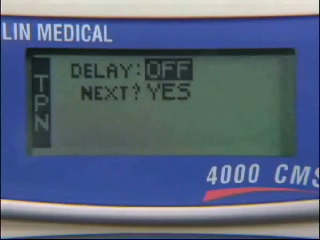 LIN MEDICAL
TPN
DELAY: OFF
NEXT? YES
4000 CMS